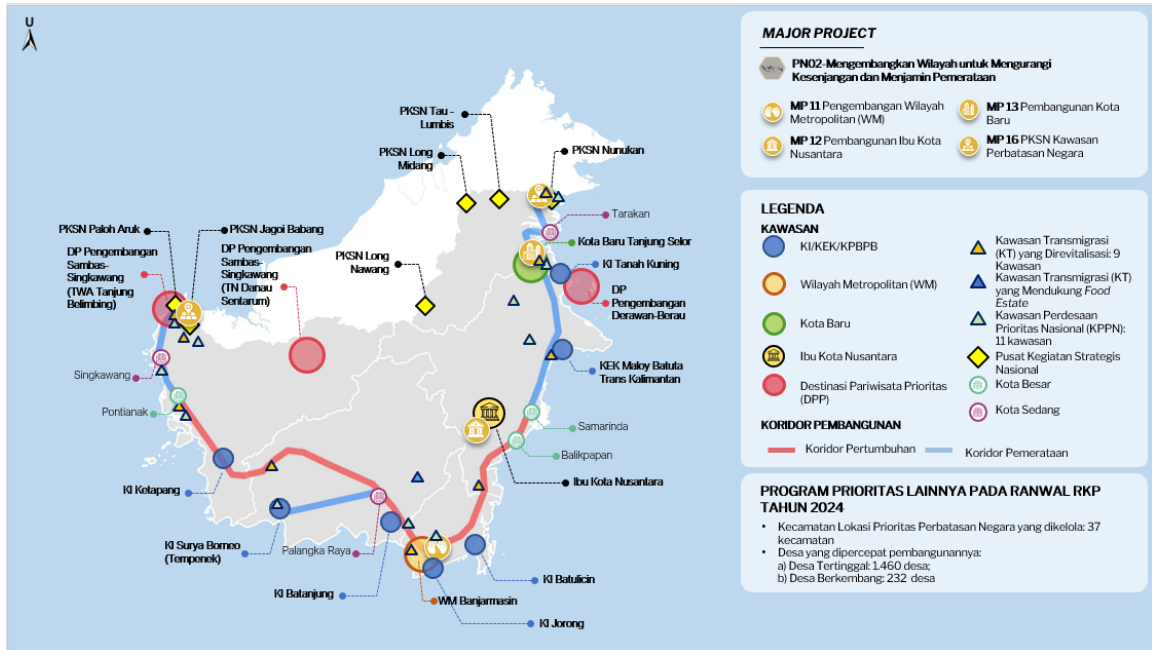 U
PKSN Tau –
Lumbis
PKSN Long
Midang
PKSN Nunukan
PKSN Paloh Aruk
PKSN Jagoi Babang
DP Pengembangan
Sambas-
Singkawang
(TWA Tanjung
Belimbing)
DP Pengembangan
Sambas-
Singkawang
(TN Danau
Sentarum)
PKSN Long
Nawang
Tarakan
Kota Baru Tanjung Selor
KI Tanah Kuning
DP
Pengembangan
Derawan-Berau
KEK Maloy Batuta
Trans Kalimantan
Singkawang
Pontianak
Samarinda
Balikpapan
Ibu Kota Nusantara
KI Ketapang
KI Surya Borneo
(Tempenek)
Palangka Raya
KI Batanjung
WM Banjarmasin
KI Batulicin
KI Jorong
MAJOR PROJECT
PN02-Mengembangkan Wilayah untuk Mengurangi
Kesenjangan dan Menjamin Pemerataan
MP 11 Pengembangan Wilayah
Metropolitan (WM)
MP 13 Pembangunan Kota
Baru
MP 12 Pembangunan Ibu Kota
Nusantara
MP 16 PKSN Kawasan
Perbatasan Negara
LEGENDA
KAWASAN
KI/KEK/KPBPB
Wilayah Metropolitan (WM)
Kota Baru
Ibu Kota Nusantara
Destinasi Pariwisata Prioritas
(DPP)
Kawasan Transmigrasi
(KT) yang Direvitalisasi: 9
Kawasan
Kawasan Transmigrasi (KT)
yang Mendukung Food
Estate
Kawasan Perdesaan
Prioritas Nasional (KPPN):
11 kawasan
Pusat Kegiatan Strategis
Nasional
Kota Besar
Kota Sedang
KORIDOR PEMBANGUNAN
Koridor Pertumbuhan
Koridor Pemerataan
PROGRAM PRIORITAS LAINNYA PADA RANWAL RKP
TAHUN 2024
• Kecamatan Lokasi Prioritas Perbatasan Negara yang dikelola: 37
kecamatan
• Desa yang dipercepat pembangunannya:
a) Desa Tertinggal: 1.460 desa;
b) Desa Berkembang: 232 desa